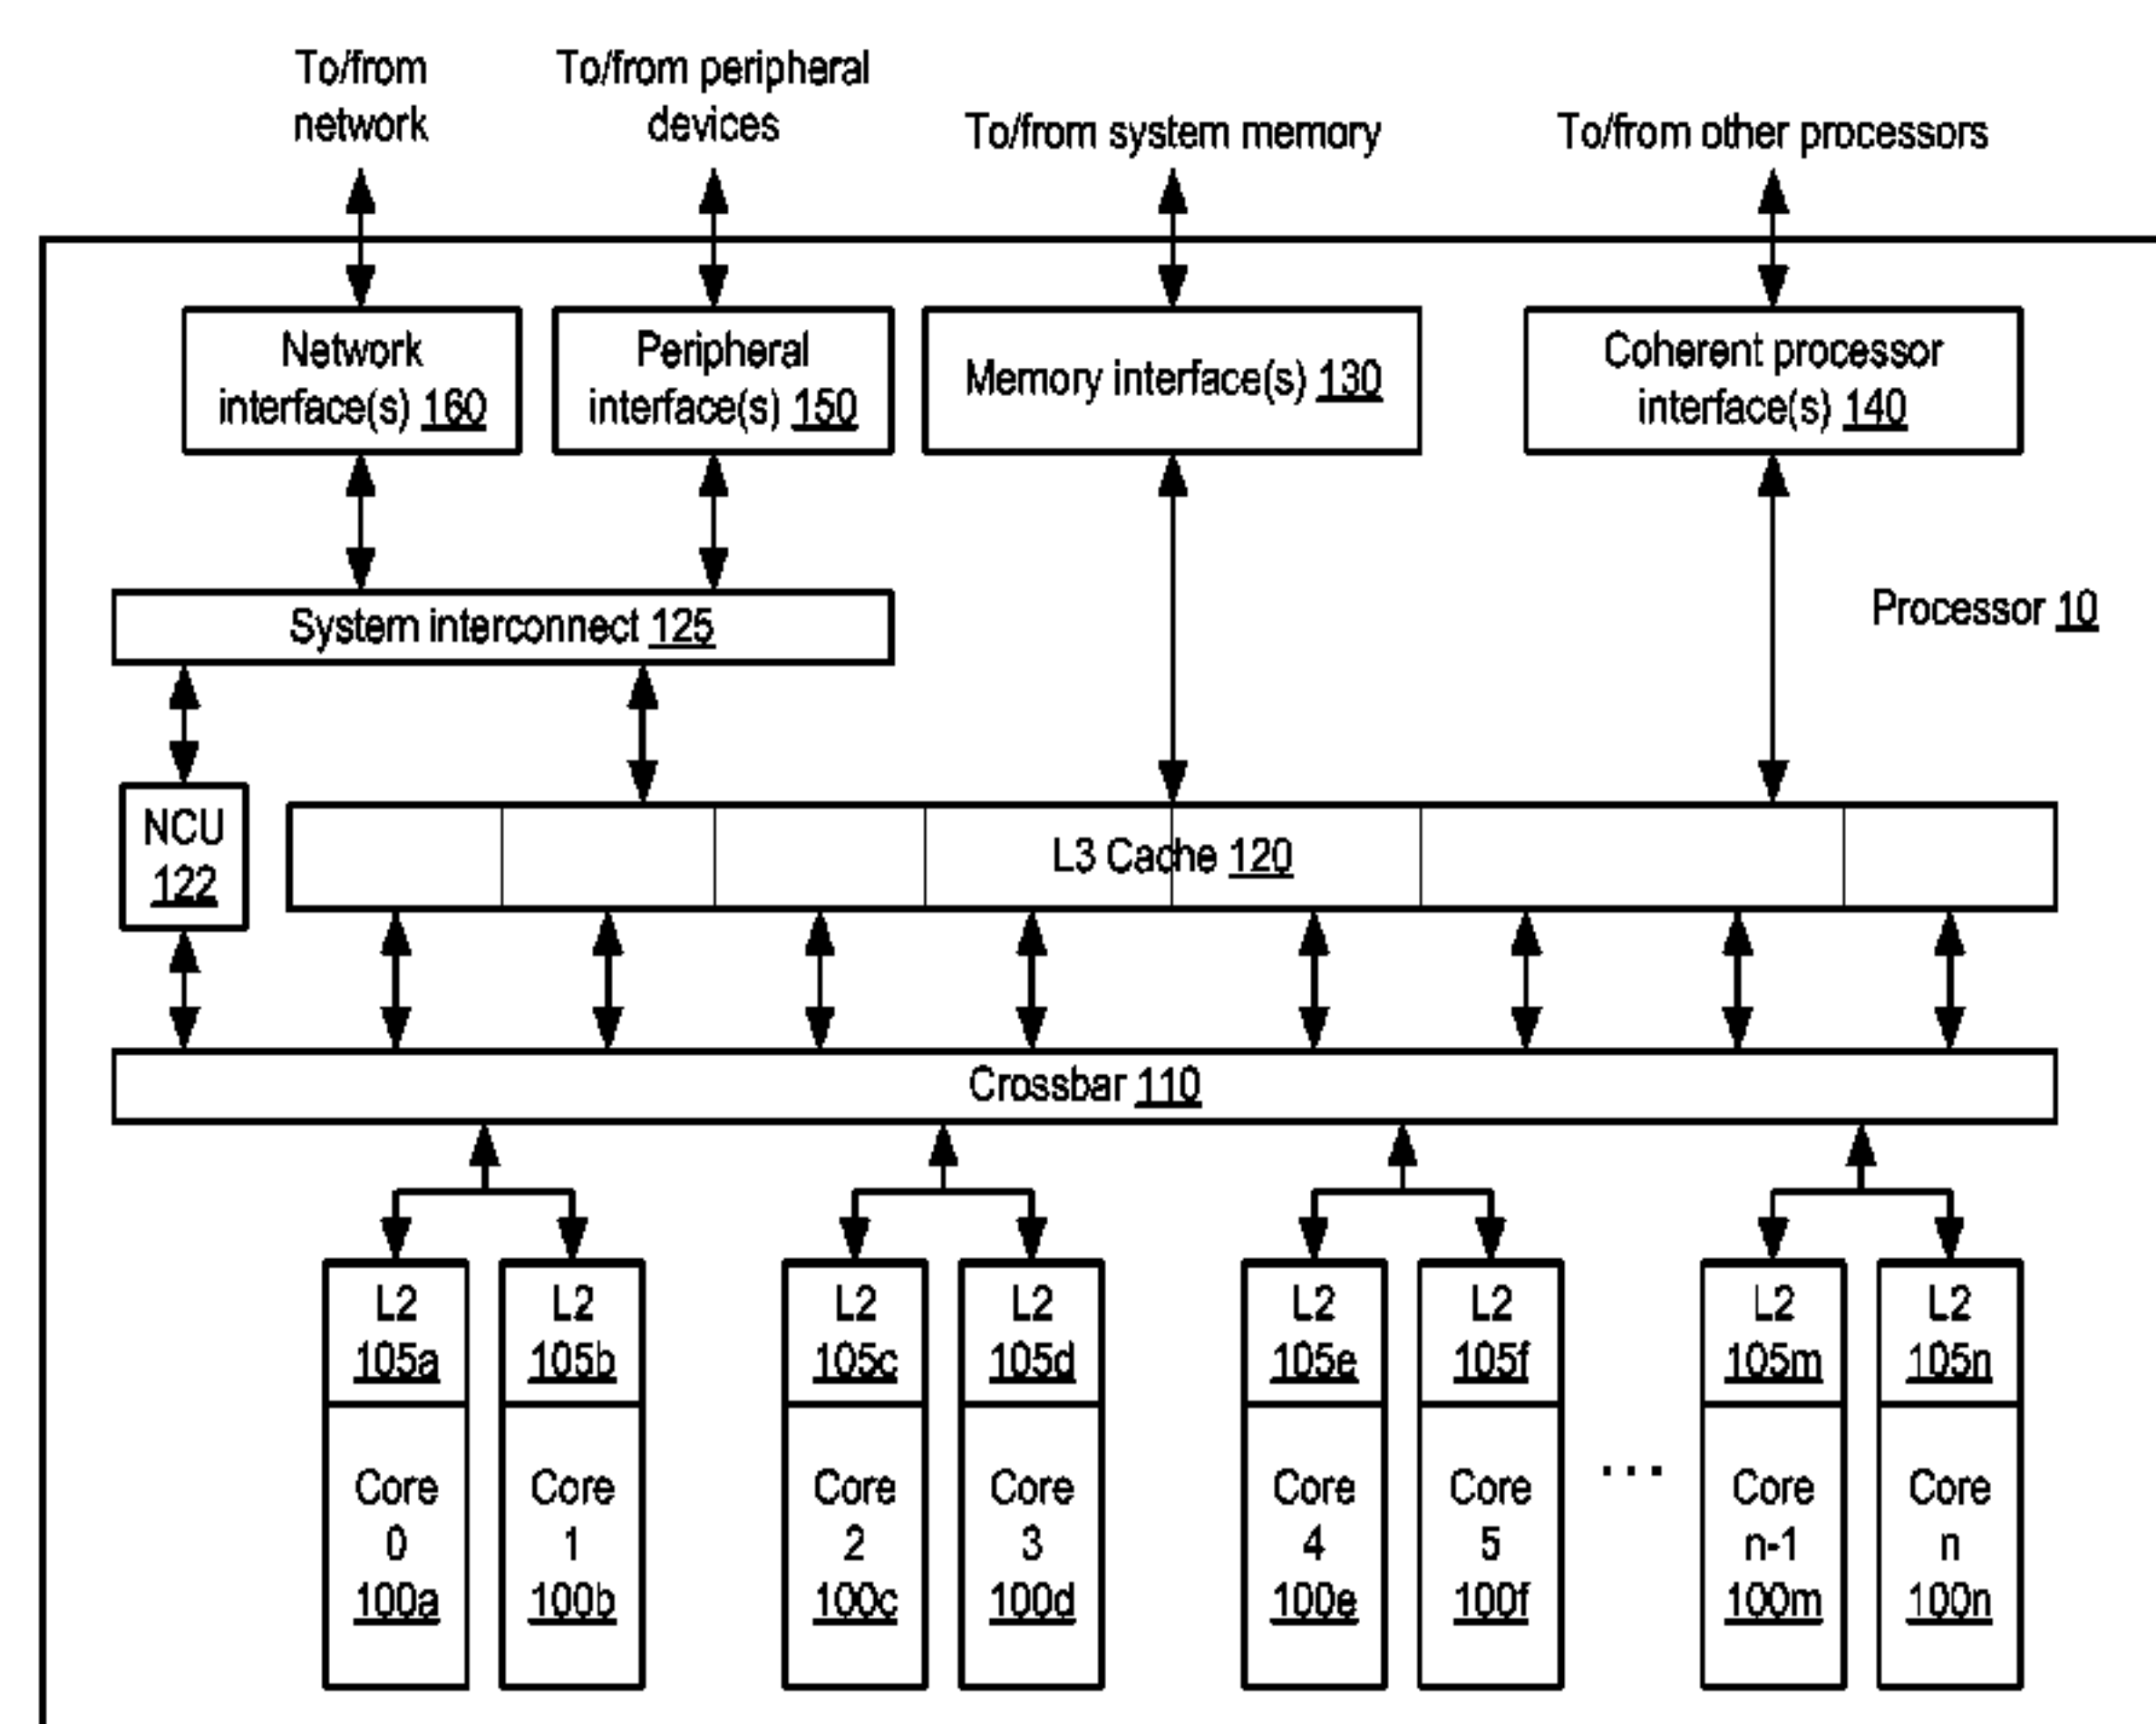 To/from
network
To/from peripheral
devices
To/from system memory
To/from other processors
Network
interface(s) 160
Peripheral
interface(s) 150
Memory interface(s) 130
Coherent processor
interface(s) 140
System interconnect 125
Processor 10
NCU
122
L3 Cache 120
Crossbar 110
L2
105a
L2
105b
L2
105c
L2
105d
L2
105e
L2
105f
L2
105m
L2
105n
Core
0
100a
Core
1
100b
Core
2
100c
Core
3
100d
Core
4
100e
Core
5
100f
...
Core
n-1
100m
Core
n
100n